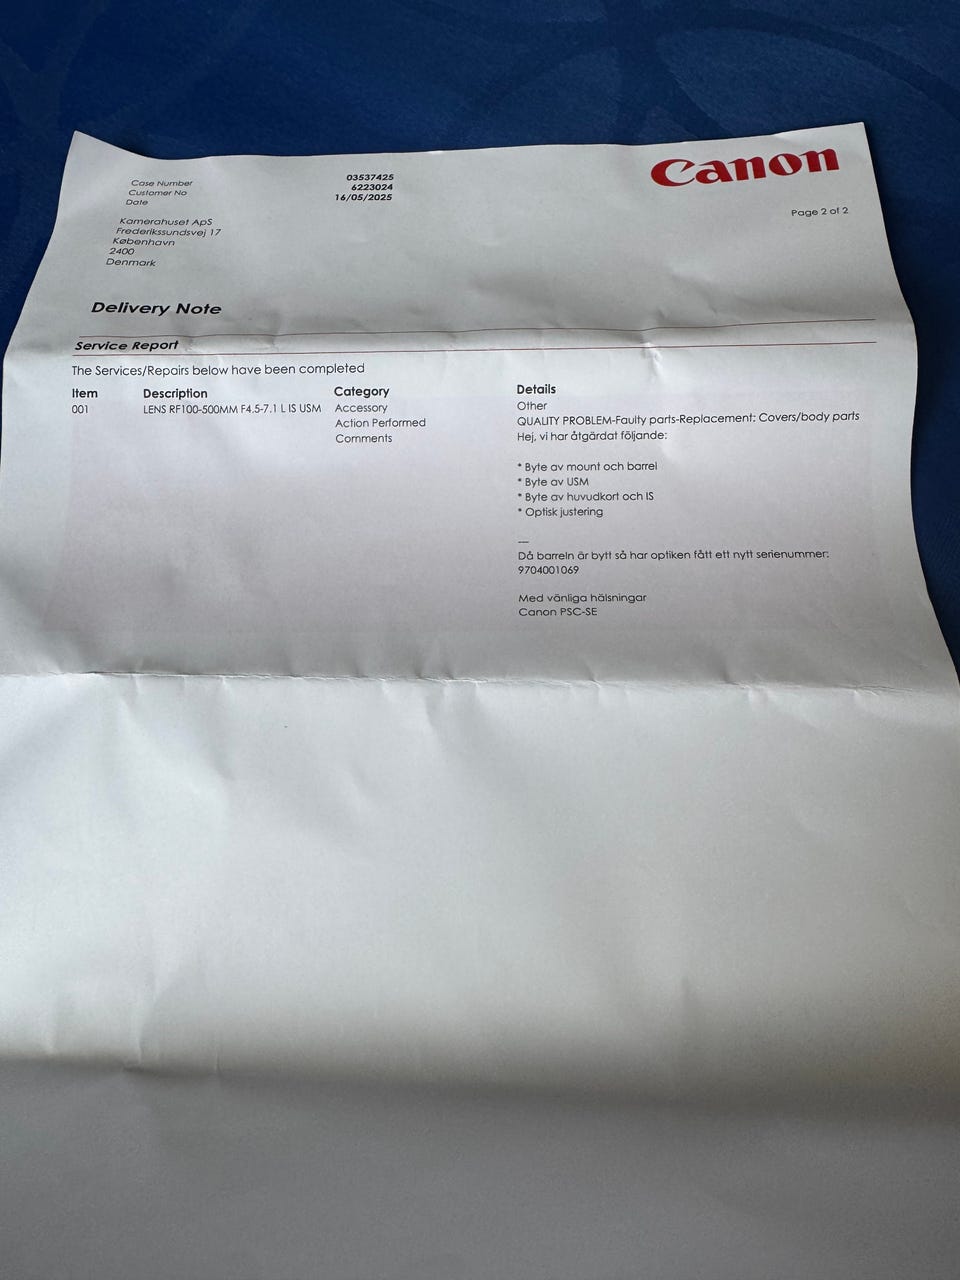 Canon
Case Number 03537425
Customer No 6223024
Date 16/05/2025
Page 2 of 2
Kamerahuset ApS
Frederikssundsvej 17
København
2400
Denmark
Delivery Note
Service Report
The Services/Repairs below have been completed
Item Description Category Details
001 LENS RF100-500MM F4.5-7.1 L IS USM Accessory Other
Action Performed QUALITY PROBLEM-Faulty parts-Replacement: Covers/body parts
Comments Hej, vi har åtgärdat följande:
* Byte av mount och barrel
* Byte av USM
* Byte av huvudkort och IS
* Optisk justering
---
Då barreln är bytt så har optiken fått ett nytt serienummer:
9704001069
Med vänliga hälsningar
Canon PSC-SE